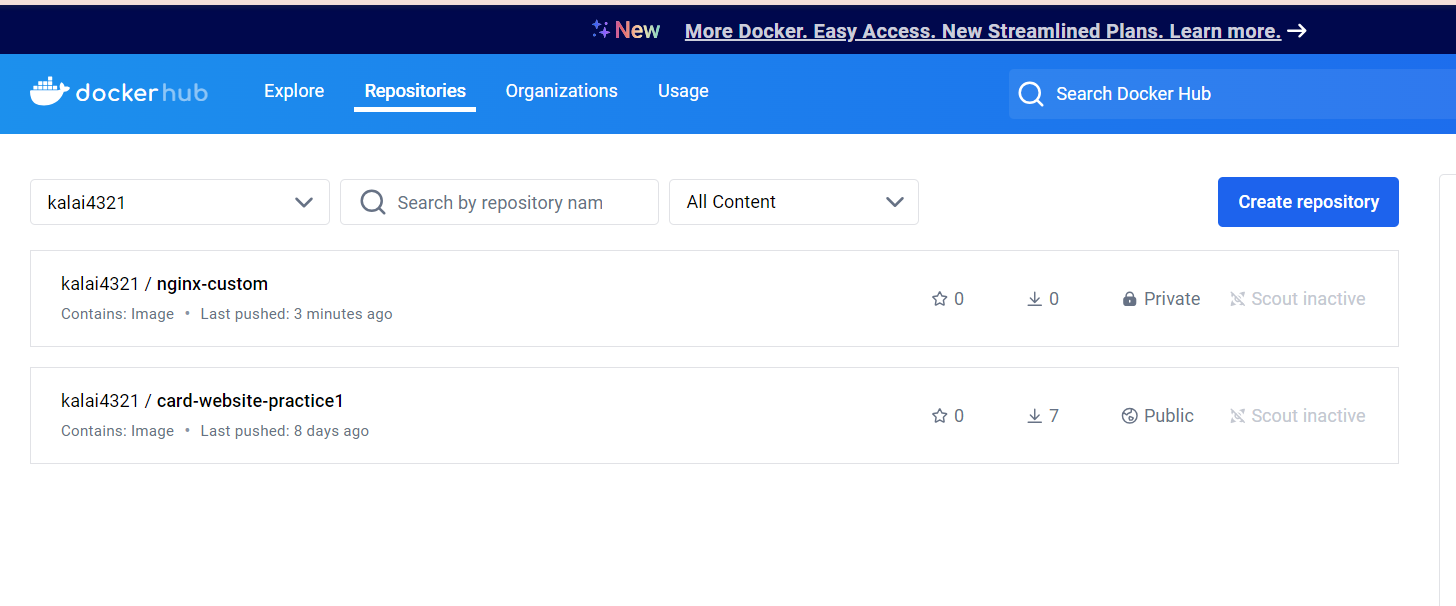 New More Docker. Easy Access. New Streamlined Plans. Learn more.
dockerhub Explore Repositories Organizations Usage Search Docker Hub
kalai4321 Search by repository nam All Content Create repository
kalai4321 / nginx-custom
Contains: Image • Last pushed: 3 minutes ago
0 0 Private Scout inactive
kalai4321 / card-website-practice1
Contains: Image • Last pushed: 8 days ago
0 7 Public Scout inactive